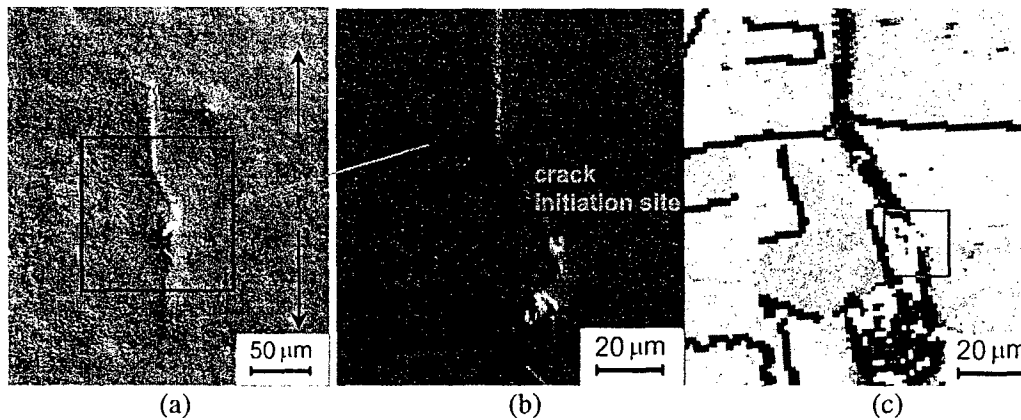 crack
initiation site
50 μm
20 μm
20 μm
(a)
(b)
(c)